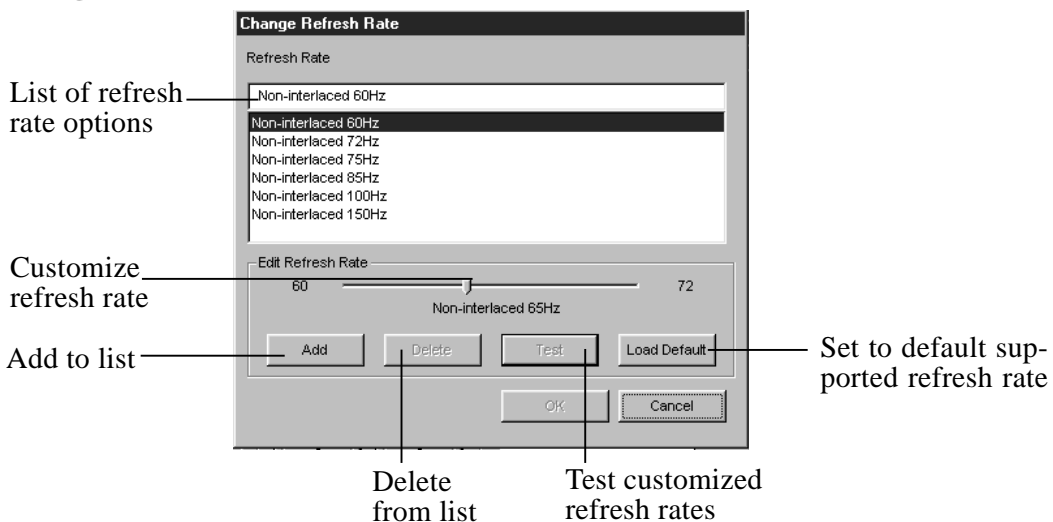 Change Refresh Rate
Refresh Rate
List of refresh
rate options
Non-interlaced 60Hz
Non-interlaced 60Hz
Non-interlaced 72Hz
Non-interlaced 75Hz
Non-interlaced 85Hz
Non-interlaced 100Hz
Non-interlaced 150Hz
Customize
refresh rate
Edit Refresh Rate
60
72
Non-interlaced 65Hz
Add to list
Add
Delete
Test
Load Default
Set to default sup-
ported refresh rate
OK
Cancel
Delete
from list
Test customized
refresh rates